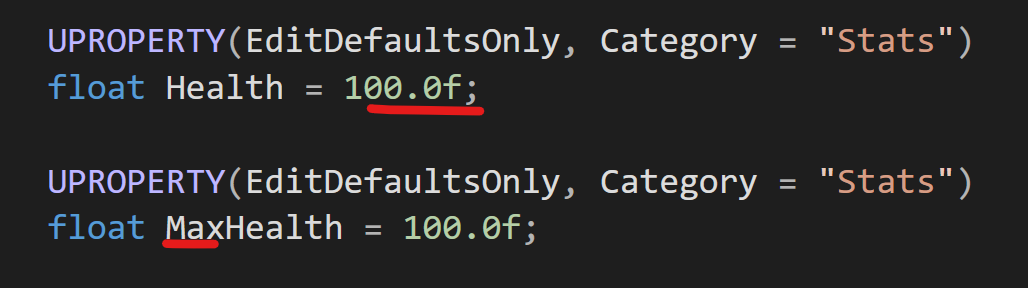 UPROPERTY(EditDefaultsOnly, Category = "Stats")
float Health = 100.0f;
UPROPERTY(EditDefaultsOnly, Category = "Stats")
float MaxHealth = 100.0f;